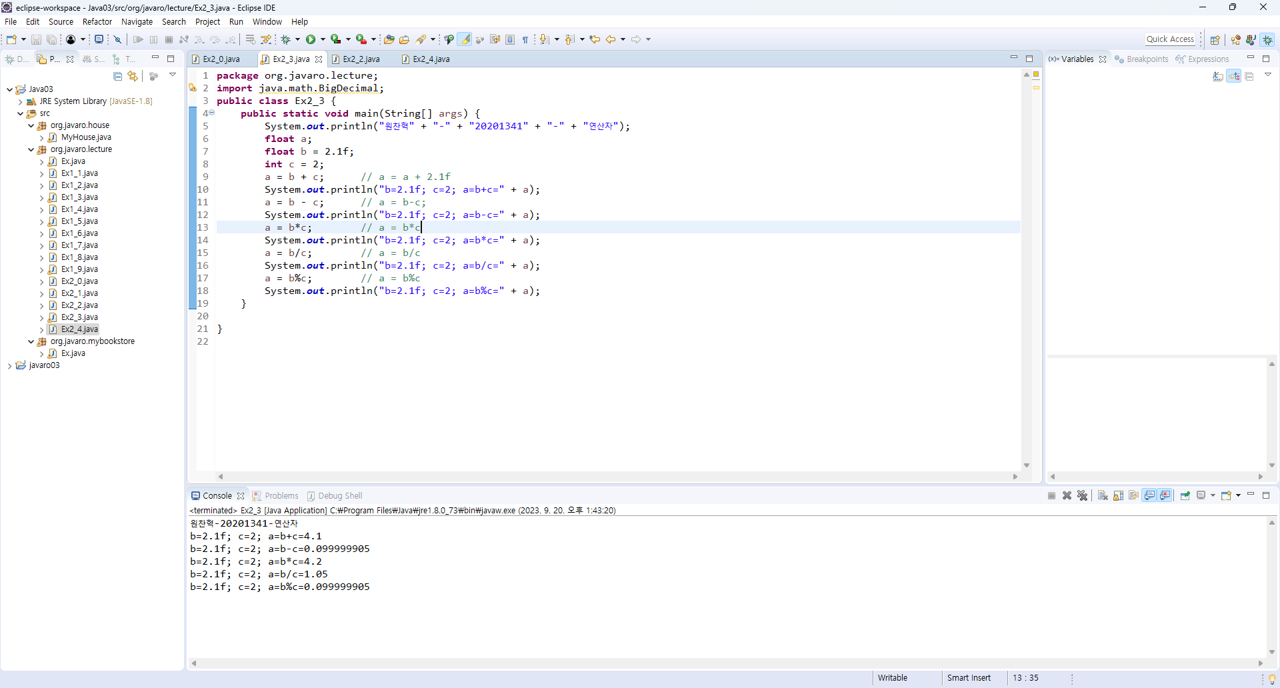 eclipse-workspace - Java03/src/org/javaro/lecture/Ex2_3.java - Eclipse IDE
File Edit Source Refactor Navigate Search Project Run Window Help
Quick Access
D... P... S... T...
Java03
JRE System Library [JavaSE-1.8]
src
org.javaro.house
MyHouse.java
org.javaro.lecture
Ex.java
Ex1_1.java
Ex1_2.java
Ex1_3.java
Ex1_4.java
Ex1_5.java
Ex1_6.java
Ex1_7.java
Ex1_8.java
Ex1_9.java
Ex2_0.java
Ex2_1.java
Ex2_2.java
Ex2_3.java
Ex2_4.java
org.javaro.mybookstore
Ex.java
javaro03
Ex2_0.java Ex2_3.java Ex2_2.java Ex2_4.java
1 package org.javaro.lecture;
2 import java.math.BigDecimal;
3 public class Ex2_3 {
4 public static void main(String[] args) {
5 System.out.println("원찬혁" + "-" + "20201341" + "-" + "연산자");
6 float a;
7 float b = 2.1f;
8 int c = 2;
9 a = b + c; // a = a + 2.1f
10 System.out.println("b=2.1f; c=2; a=b+c=" + a);
11 a = b - c; // a = b-c;
12 System.out.println("b=2.1f; c=2; a=b-c=" + a);
13 a = b*c; // a = b*c
14 System.out.println("b=2.1f; c=2; a=b*c=" + a);
15 a = b/c; // a = b/c
16 System.out.println("b=2.1f; c=2; a=b/c=" + a);
17 a = b%c; // a = b%c
18 System.out.println("b=2.1f; c=2; a=b%c=" + a);
19 }
20
21 }
22
Variables Breakpoints Expressions
Console Problems Debug Shell
<terminated> Ex2_3 [Java Application] C:₩Program Files₩Java₩jre1.8.0_73₩bin₩javaw.exe (2023. 9. 20. 오후 1:43:20)
원찬혁-20201341-연산자
b=2.1f; c=2; a=b+c=4.1
b=2.1f; c=2; a=b-c=0.099999905
b=2.1f; c=2; a=b*c=4.2
b=2.1f; c=2; a=b/c=1.05
b=2.1f; c=2; a=b%c=0.099999905
Writable Smart Insert 13 : 35